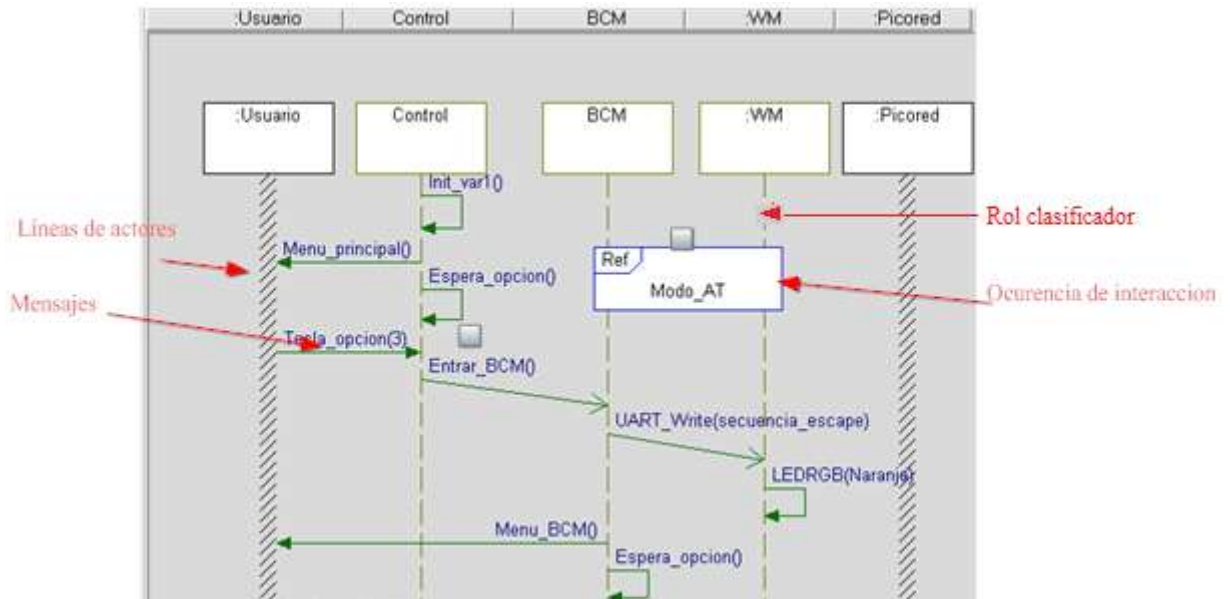 :Usuario Control BCM :WM :Picored
:Usuario Control BCM :WM :Picored
Init_var1()
Rol clasificador
Líneas de actores
Menu_principal()
Ref
Espera_opcion()
Modo_AT
Ocurencia de interaccion
Mensajes
Tecla_opcion(3)
Entrar_BCM()
UART_Write(secuencia_escape)
LEDRGB(Naranja)
Menu_BCM()
Espera_opcion()